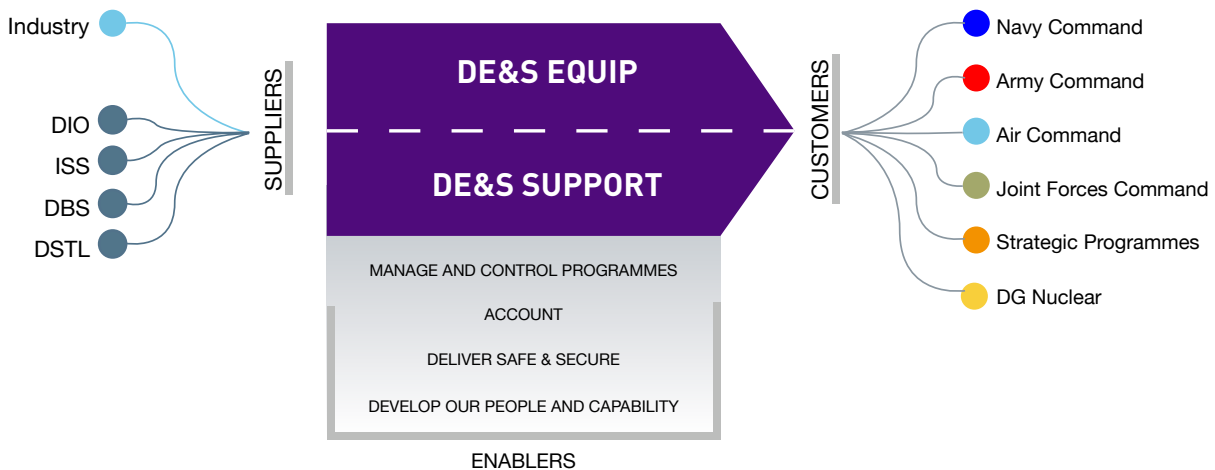 Industry
DIO
ISS
DBS
DSTL
SUPPLIERS
DE&S EQUIP
DE&S SUPPORT
MANAGE AND CONTROL PROGRAMMES
ACCOUNT
DELIVER SAFE & SECURE
DEVELOP OUR PEOPLE AND CAPABILITY
ENABLERS
CUSTOMERS
Navy Command
Army Command
Air Command
Joint Forces Command
Strategic Programmes
DG Nuclear